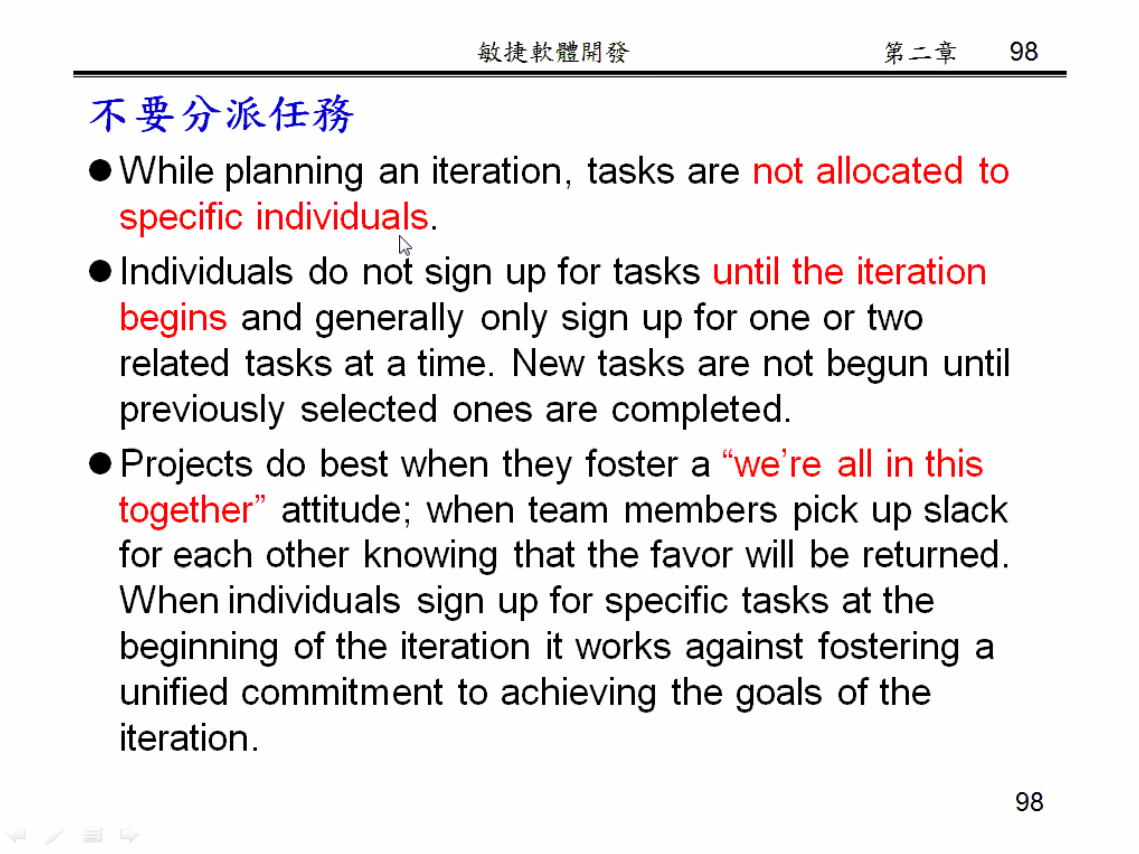 敏捷軟體開發 第二章 98
不要分派任務
●While planning an iteration, tasks are not allocated to
specific individuals.
●Individuals do not sign up for tasks until the iteration
begins and generally only sign up for one or two
related tasks at a time. New tasks are not begun until
previously selected ones are completed.
●Projects do best when they foster a “we’re all in this
together” attitude; when team members pick up slack
for each other knowing that the favor will be returned.
When individuals sign up for specific tasks at the
beginning of the iteration it works against fostering a
unified commitment to achieving the goals of the
iteration.
98